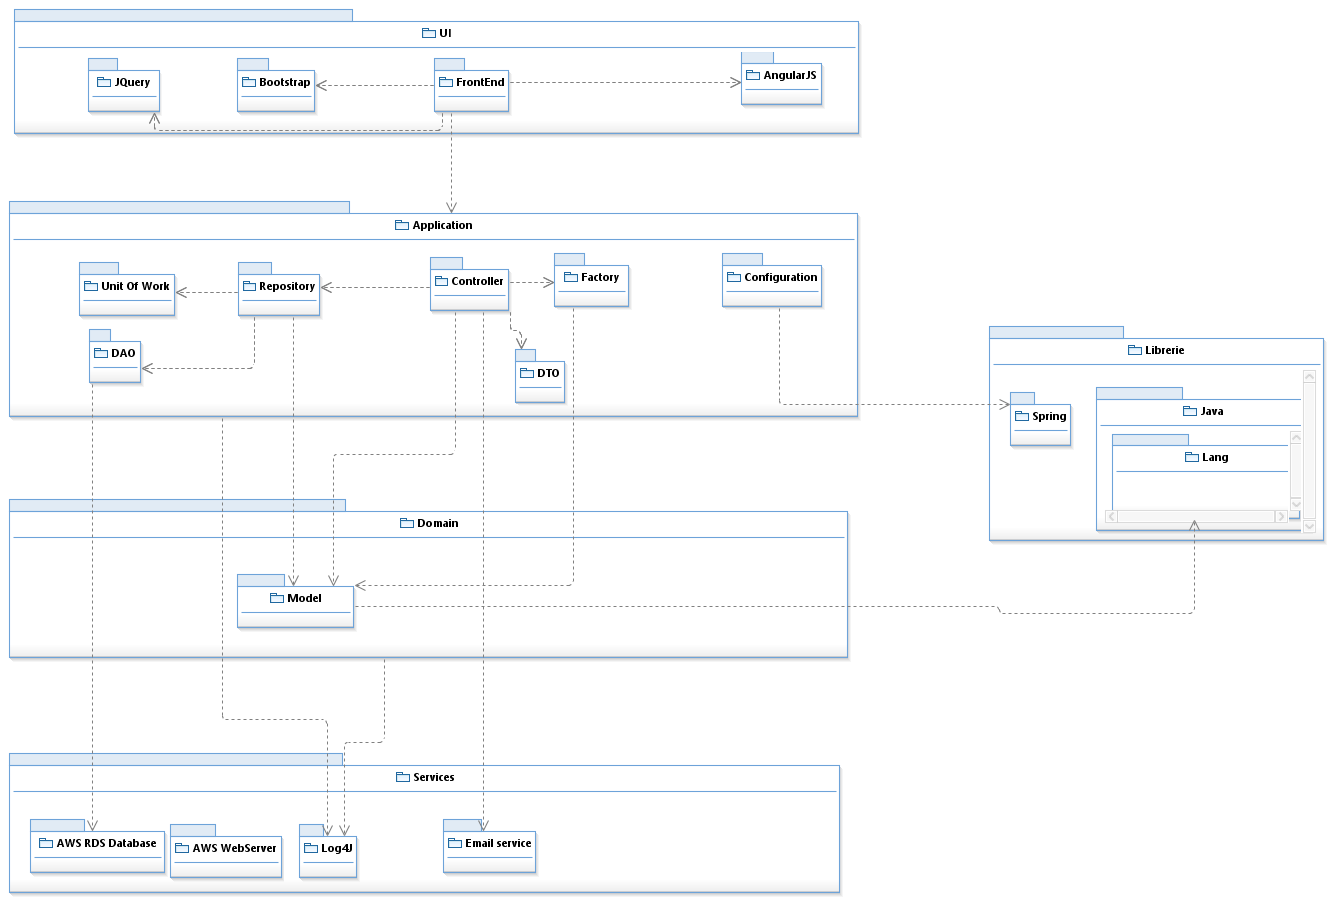 UI
JQuery
Bootstrap
FrontEnd
AngularJS
Application
Unit Of Work
Repository
Controller
Factory
Configuration
DAO
DTO
Librerie
Spring
Java
Lang
Domain
Model
Services
AWS RDS Database
AWS WebServer
Log4J
Email service